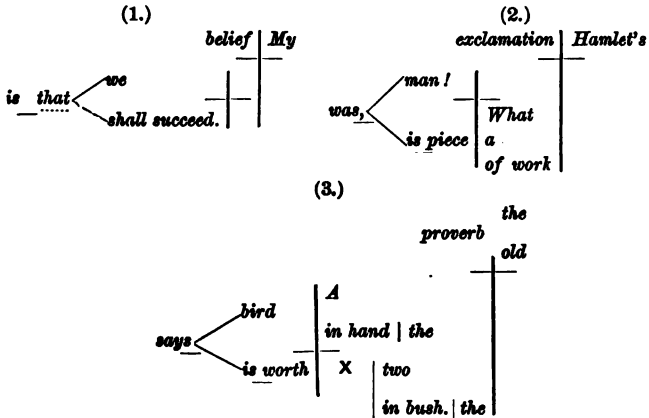 (1.)
belief My
is that we
shall succeed.
(2.)
exclamation Hamlet's
man !
was,
What
is piece a
of work
(3.)
the
proverb
old
A
bird
in hand the
says
is worth x two
in bush. the